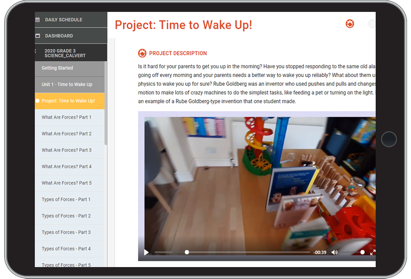 DAILY SCHEDULE
DASHBOARD
2020 GRADE 3
SCIENCE_CALVERT
Getting Started
Unit 1 - Time to Wake Up
Project: Time to Wake Up!
What Are Forces? Part 1
What Are Forces? Part 2
What Are Forces? Part 3
What Are Forces? Part 4
What Are Forces? Part 5
Types of Forces - Part 1
Types of Forces - Part 2
Types of Forces - Part 3
Types of Forces - Part 4
Types of Forces - Part 5
Project: Time to Wake Up!
PROJECT DESCRIPTION
Is it hard for your parents to get you up in the morning? Have you stopped responding to the same old ala
going off every morning and your parents needs a better way to wake you up reliably? What about them u
physics to wake you up for sure? Rube Goldberg was an inventor who used pushes and pulls and changes
motion to make lots of crazy machines to do the simplest tasks, like feeding a pet or turning on the light.
an example of a Rube Goldberg-type invention that one student made.
-00:39